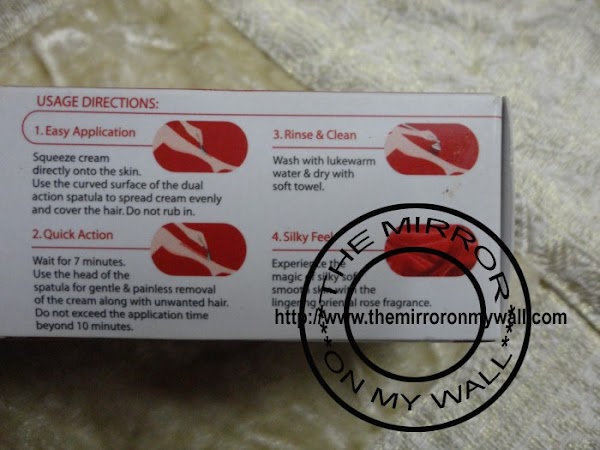 USAGE DIRECTIONS:
1. Easy Application
Squeeze cream
directly onto the skin.
Use the curved surface of the dual
action spatula to spread cream evenly
and cover the hair. Do not rub in.
2. Quick Action
Wait for 7 minutes.
Use the head of the
spatula for gentle & painless removal
of the cream along with unwanted hair.
Do not exceed the application time
beyond 10 minutes.
3. Rinse & Clean
Wash with lukewarm
water & dry with
soft towel.
4. Silky Feel
Experience the
magic of silky soft
smooth skin with the
lingering oriental rose fragrance.
http://www.themirroronmywall.com
*THE MIRROR*
*ON MY WALL*